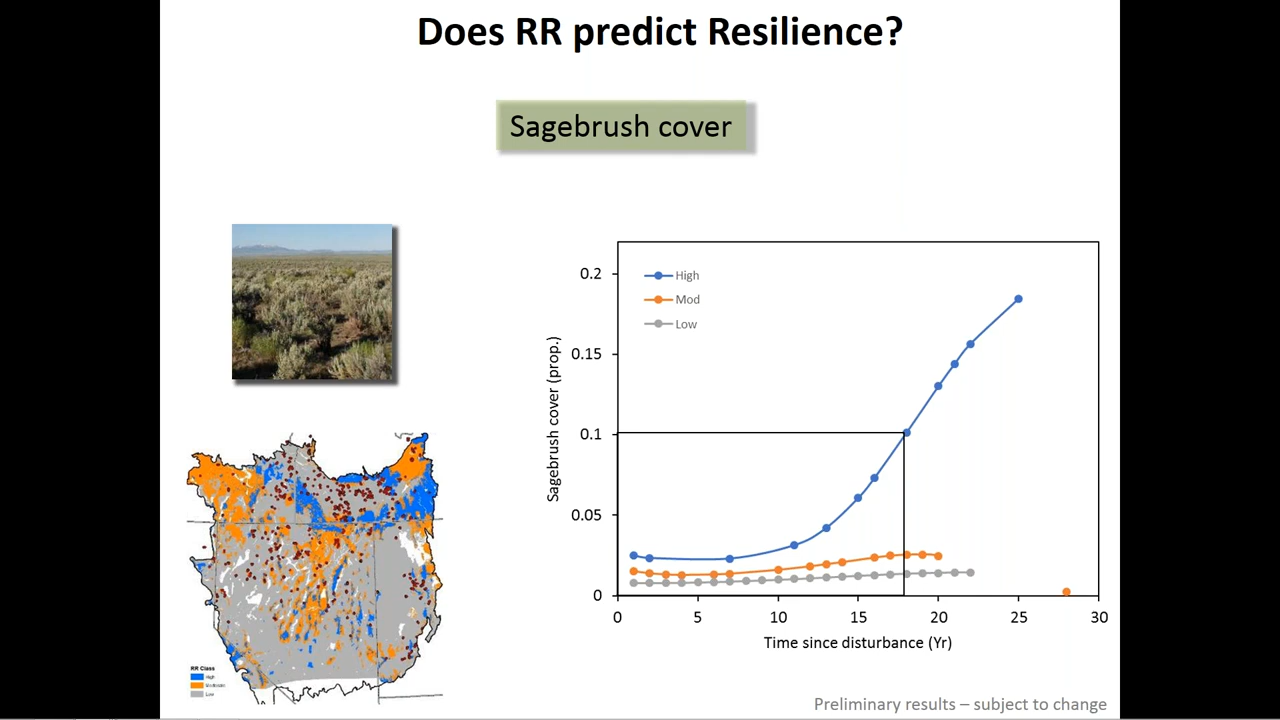 Does RR predict Resilience?
Sagebrush cover
High
Mod
Low
Sagebrush cover (prop.)
0.2
0.15
0.1
0.05
0
0 5 10 15 20 25 30
Time since disturbance (Yr)
RR Class
High
Moderate
Low
Preliminary results – subject to change